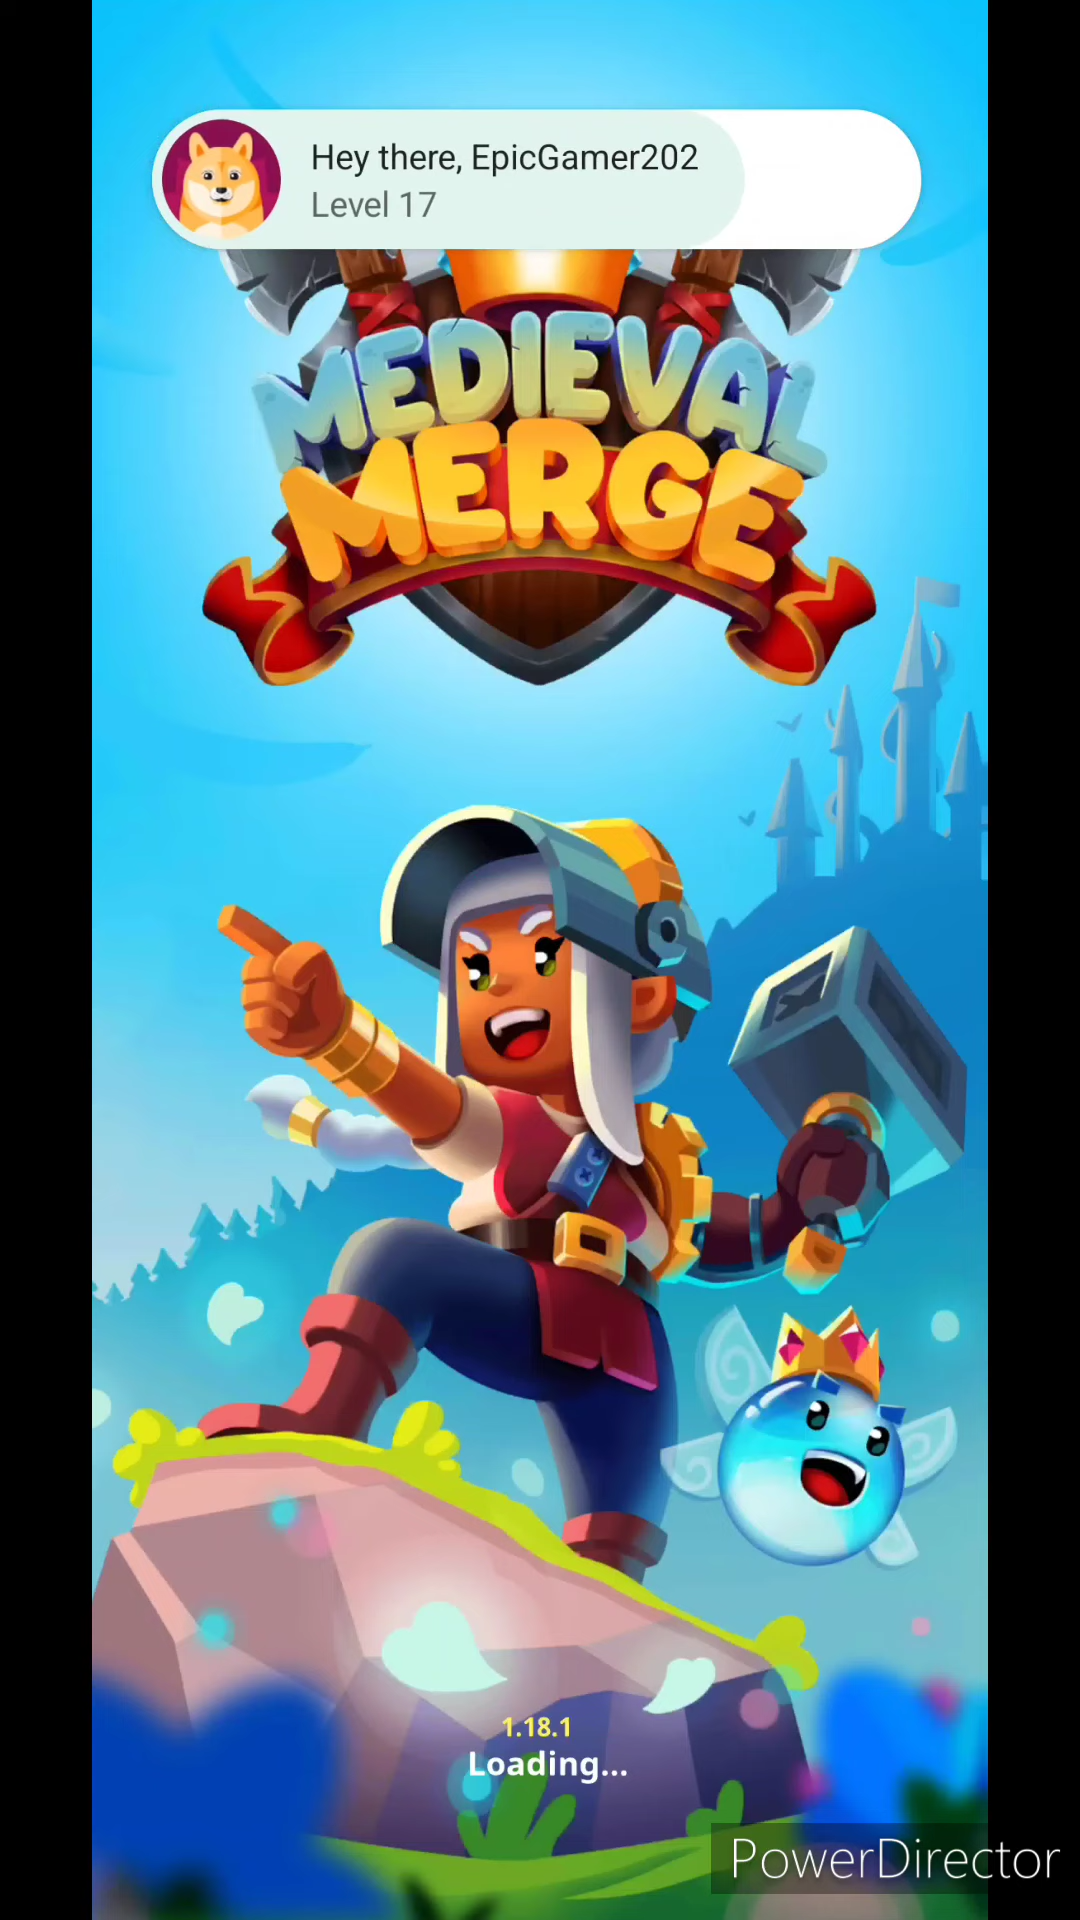 Hey there, EpicGamer202
Level 17
MEDIEVAL
MERGE
1.18.1
Loading...
PowerDirector